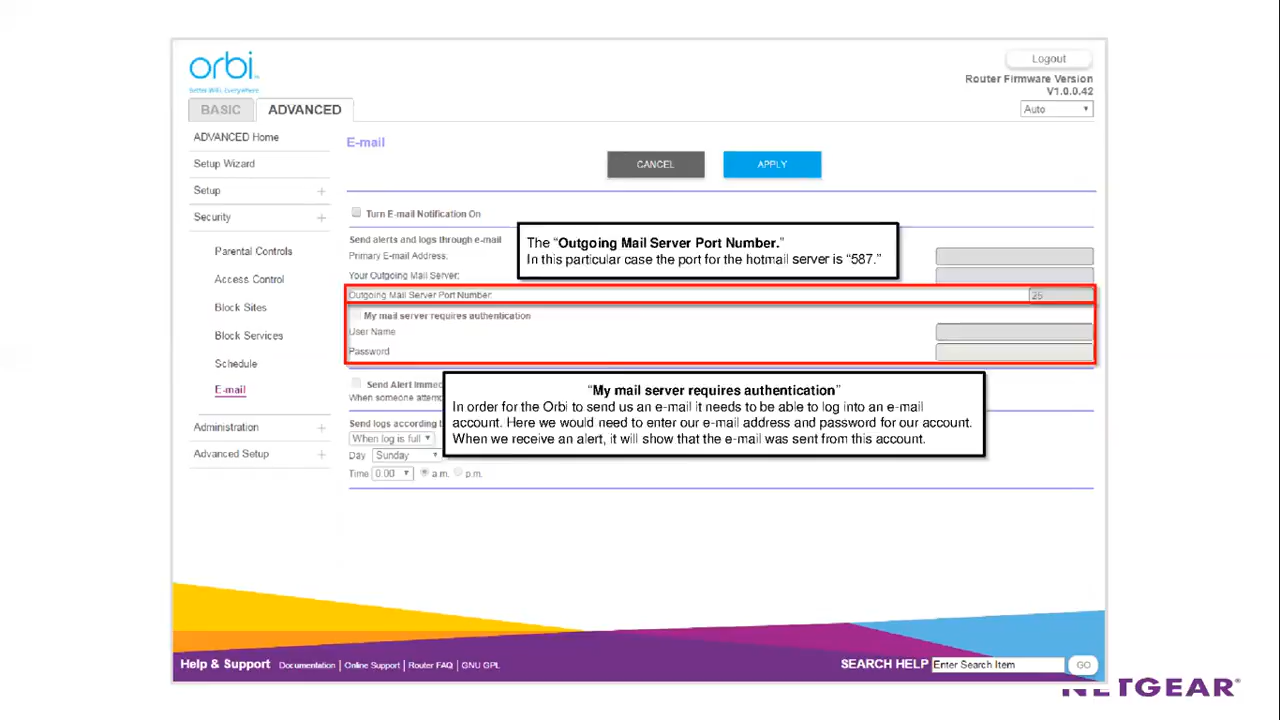 orbi
Better WiFi. Everywhere.
Logout
Router Firmware Version
V1.0.0.42
BASIC
ADVANCED
Auto
ADVANCED Home
Setup Wizard
Setup +
Security +
Parental Controls
Access Control
Block Sites
Block Services
Schedule
E-mail
Administration +
Advanced Setup +
E-mail
CANCEL
APPLY
Turn E-mail Notification On
Send alerts and logs through e-mail
Primary E-mail Address:
Your Outgoing Mail Server:
The “Outgoing Mail Server Port Number.”
In this particular case the port for the hotmail server is “587.”
Outgoing Mail Server Port Number: 25
My mail server requires authentication
User Name
Password
Send Alert Immed
When someone attemp
“My mail server requires authentication”
In order for the Orbi to send us an e-mail it needs to be able to log into an e-mail
account. Here we would need to enter our e-mail address and password for our account.
When we receive an alert, it will show that the e-mail was sent from this account.
Send logs according t
When log is full
Day Sunday
Time 0:00 a.m. p.m.
Help & Support Documentation | Online Support | Router FAQ | GNU GPL
SEARCH HELP Enter Search Item GO
NETGEAR®